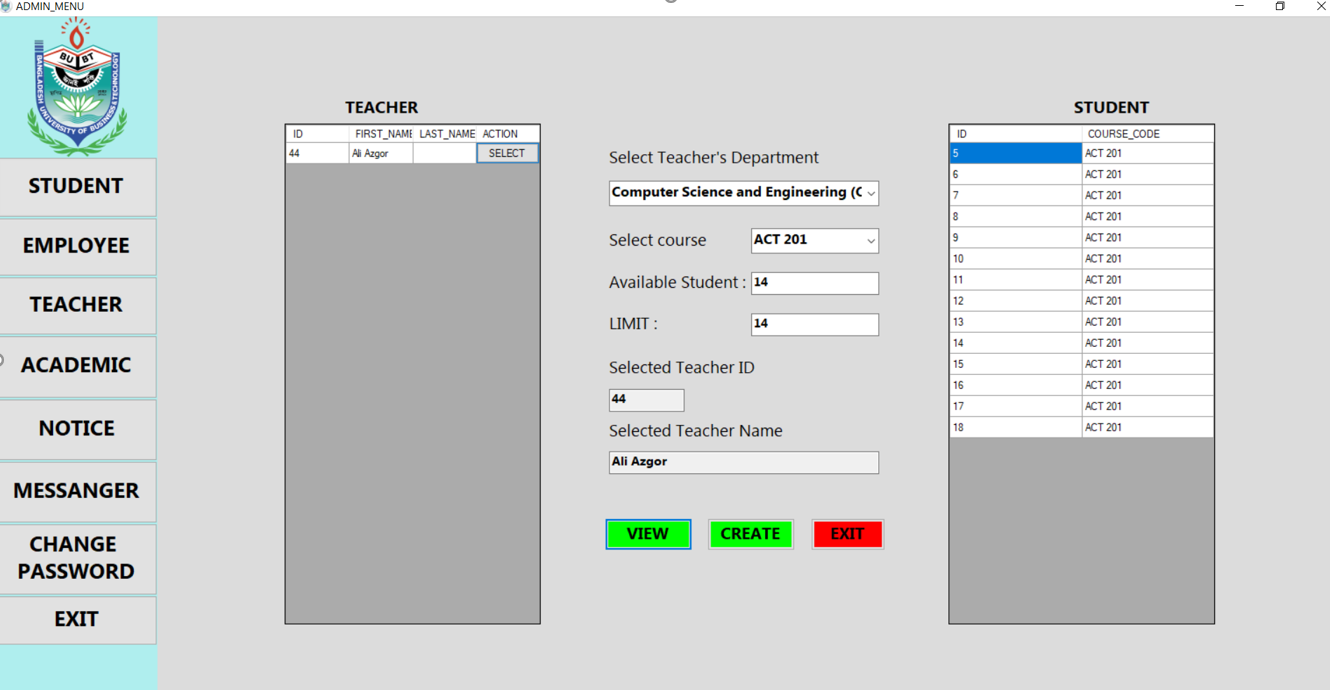 ADMIN_MENU
BUBT
BANGLADESH UNIVERSITY OF BUSINESS & TECHNOLOGY
STUDENT
EMPLOYEE
TEACHER
ACADEMIC
NOTICE
MESSANGER
CHANGE
PASSWORD
EXIT
TEACHER
ID FIRST_NAME LAST_NAME ACTION
44 Ali Azgor SELECT
Select Teacher's Department
Computer Science and Engineering (C
Select course ACT 201
Available Student : 14
LIMIT : 14
Selected Teacher ID
44
Selected Teacher Name
Ali Azgor
VIEW CREATE EXIT
STUDENT
ID COURSE_CODE
5 ACT 201
6 ACT 201
7 ACT 201
8 ACT 201
9 ACT 201
10 ACT 201
11 ACT 201
12 ACT 201
13 ACT 201
14 ACT 201
15 ACT 201
16 ACT 201
17 ACT 201
18 ACT 201